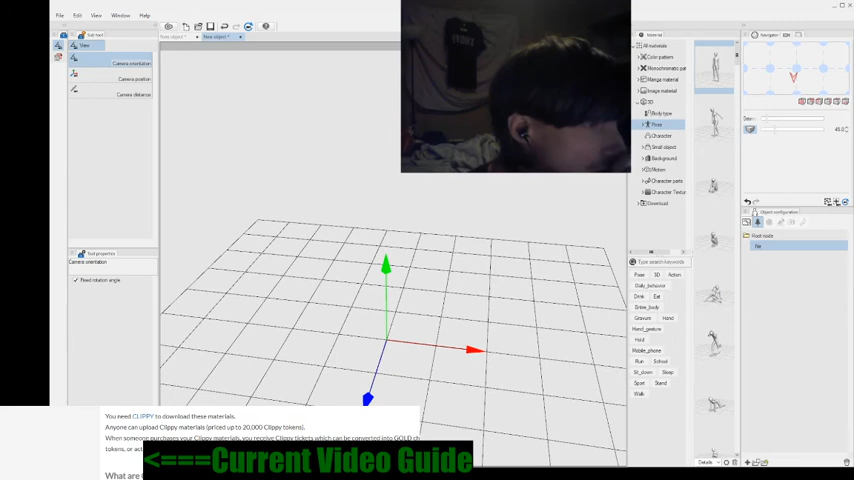 File Edit View Window Help
New object*
New object*
Sub tool
View
Camera orientation
Camera position
Camera distance
Tool properties
Camera orientation
Fixed rotation angle
Material
All materials
Color pattern
Monochromatic pat
Manga material
Image material
3D
Body type
Pose
Character
Small object
Background
Motion
Character parts
Character Textur
Download
Type search keywords
Pose 3D Action
Daily_behavior
Drink Eat
Entire_body
Gravure Hand
Hand_gesture
Hold
Mobile_phone
Run School
Sit_down Sleep
Sport Stand
Walk
Details
Navigator
Object configuration
Root node
file
You need CLIPPY to download these materials.
Anyone can upload Clippy materials (priced up to 20,000 Clippy tokens).
When someone purchases your Clippy materials, you receive Clippy tickets which can be converted into GOLD
tokens, or
What are
<===Current Video Guide